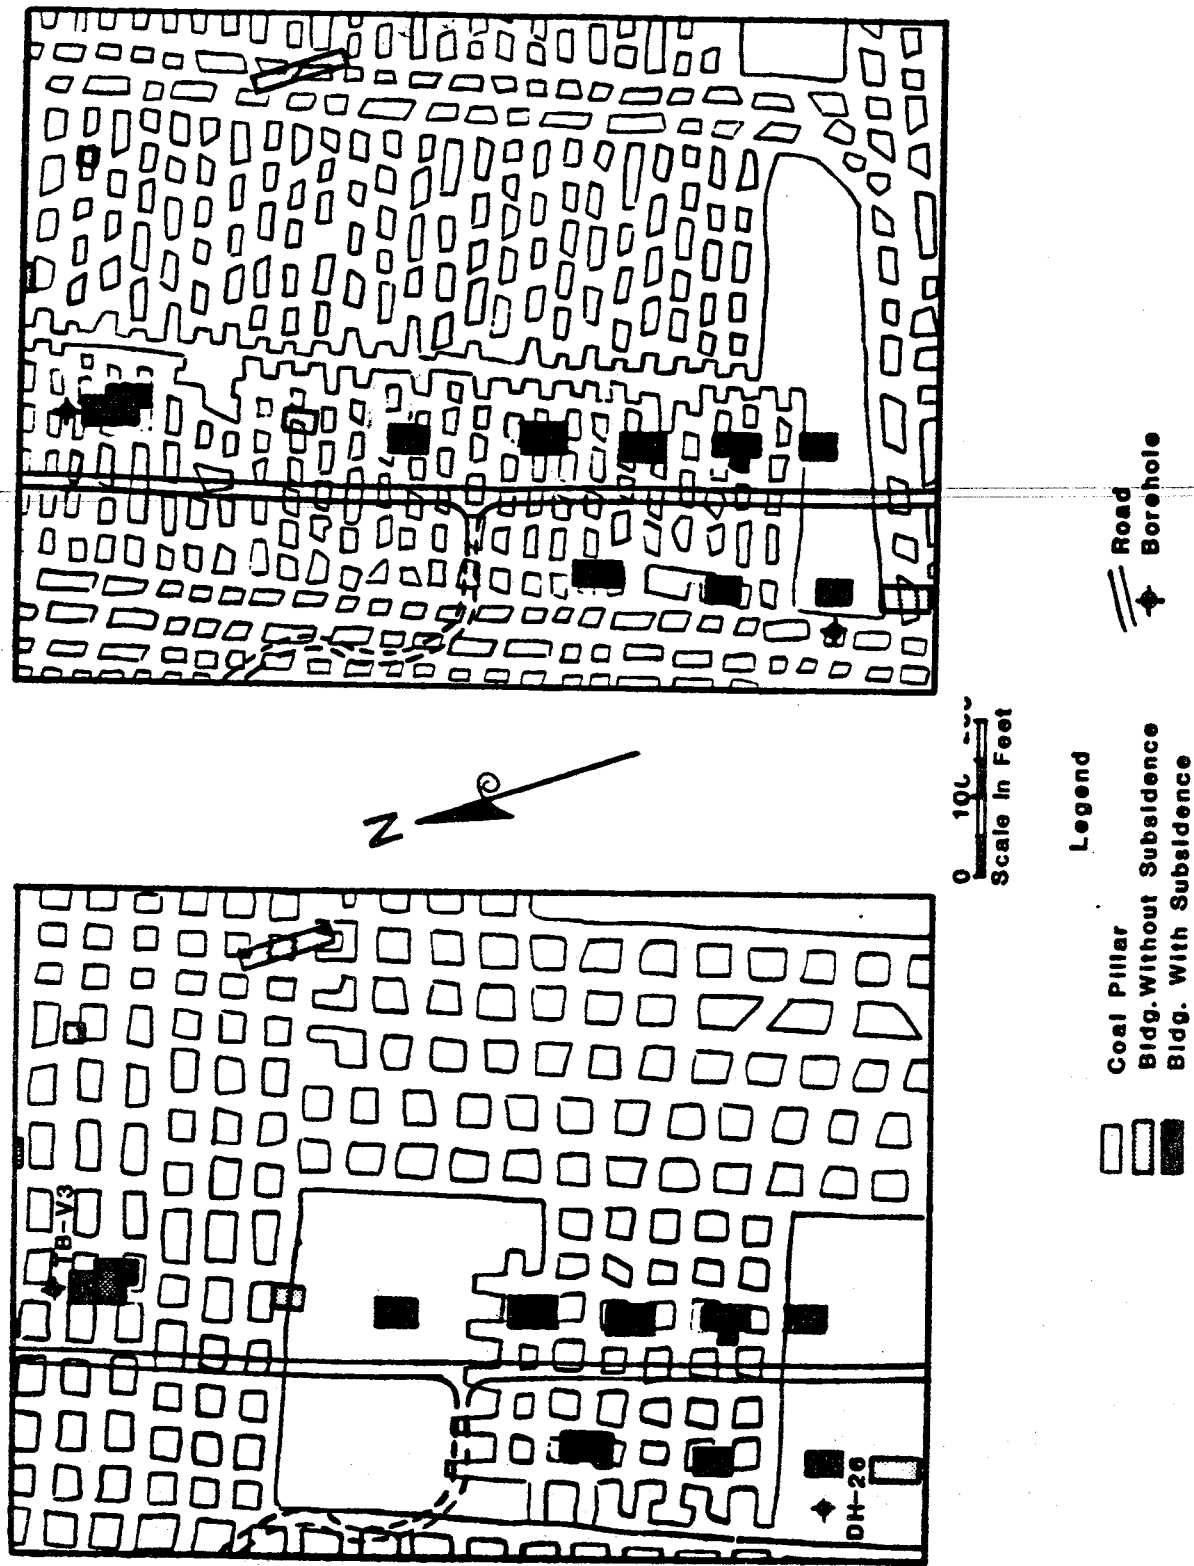 N
0 100
Scale In Feet
Legend
Coal Pillar
Bldg. Without Subsidence
Bldg. With Subsidence
Road
Borehole
TB-V3
DH-26